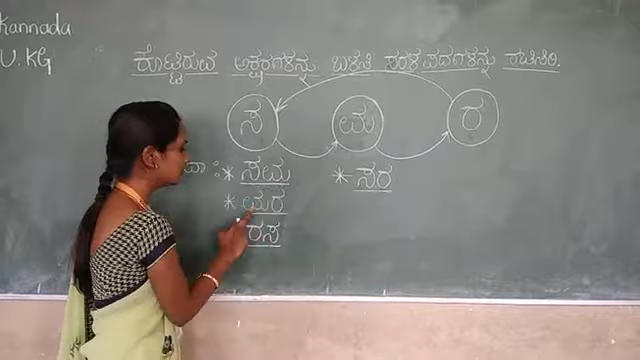 Kannada
U.KG
ಕೊಟ್ಟಿರುವ ಅಕ್ಷರಗಳನ್ನು ಬಳಸಿ ಸರಳ ಪದಗಳನ್ನು ರಚಿಸಿರಿ.
ಸ ಮ ರ
* ಸಮ * ಸರ
* ಮರ
ರಸ